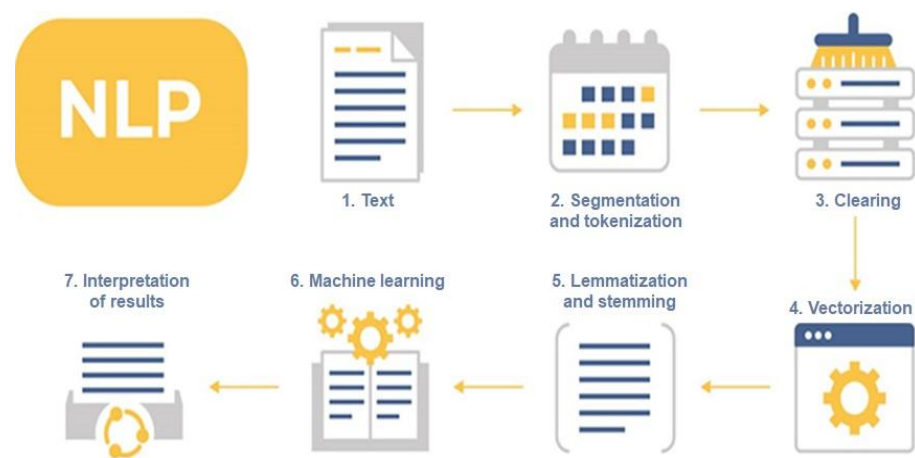 NLP
1. Text
2. Segmentation
and tokenization
3. Clearing
4. Vectorization
5. Lemmatization
and stemming
6. Machine learning
7. Interpretation
of results